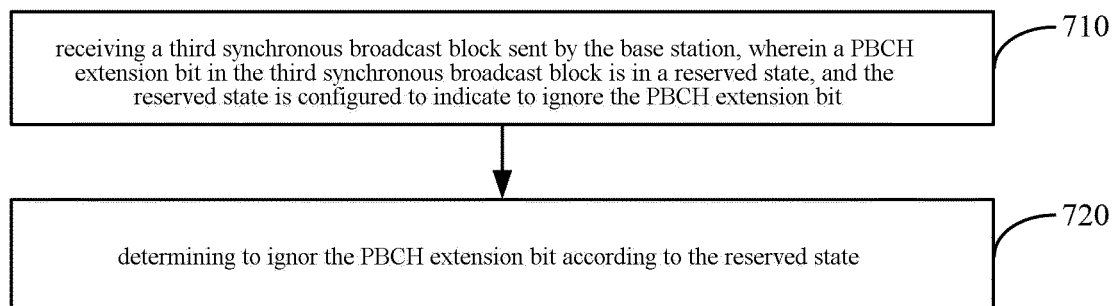 receiving a third synchronous broadcast block sent by the base station, wherein a PBCH
extension bit in the third synchronous broadcast block is in a reserved state, and the
reserved state is configured to indicate to ignore the PBCH extension bit
710
determining to ignor the PBCH extension bit according to the reserved state
720